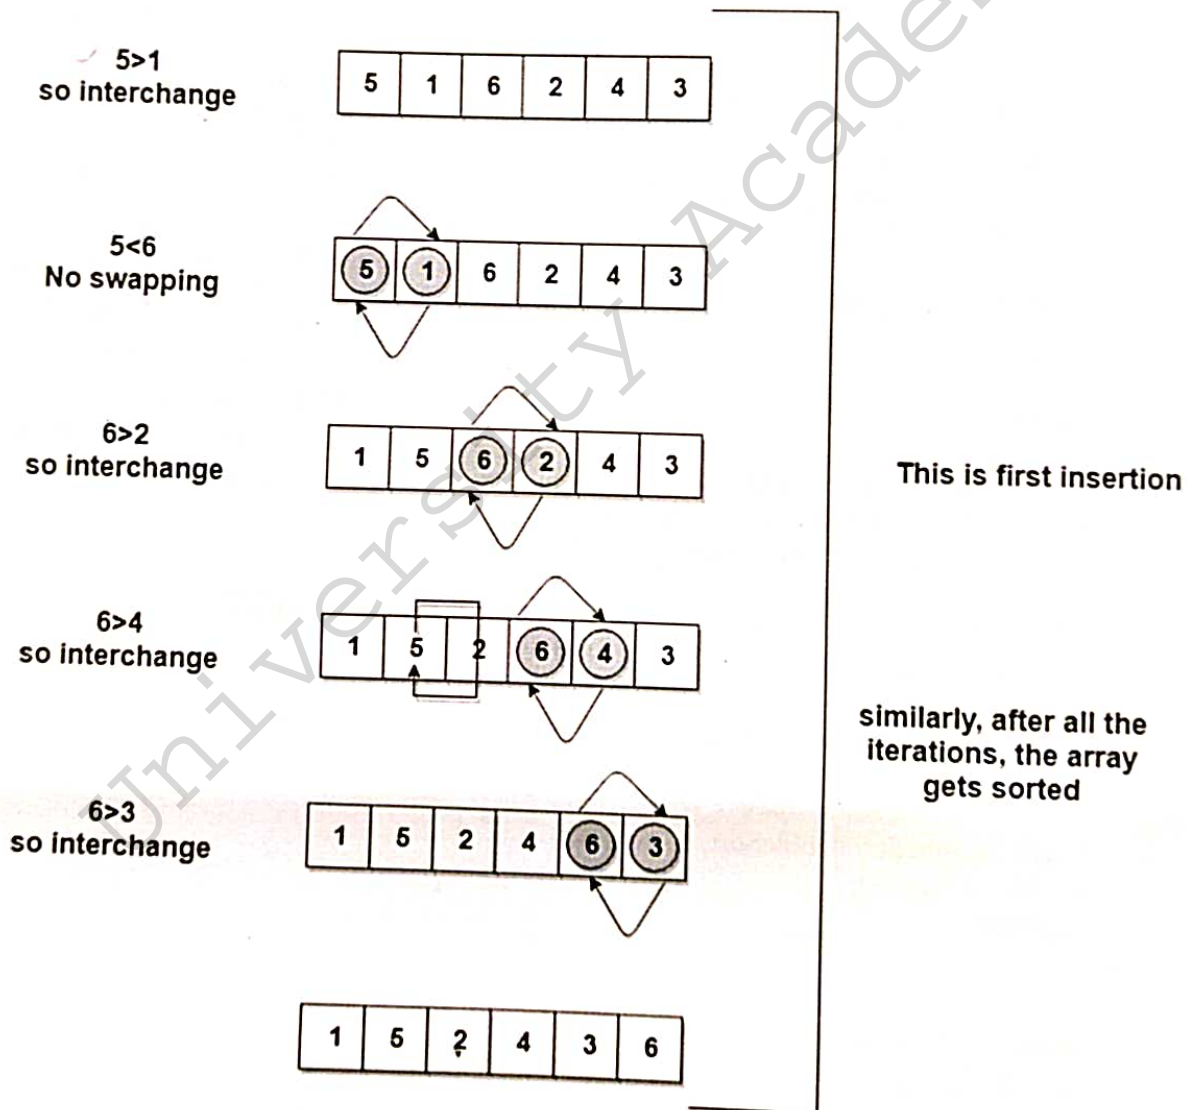 5>1
so interchange
5 1 6 2 4 3
5<6
No swapping
5 1 6 2 4 3
6>2
so interchange
1 5 6 2 4 3
This is first insertion
6>4
so interchange
1 5 2 6 4 3
similarly, after all the
iterations, the array
gets sorted
6>3
so interchange
1 5 2 4 6 3
1 5 2 4 3 6
University Acade